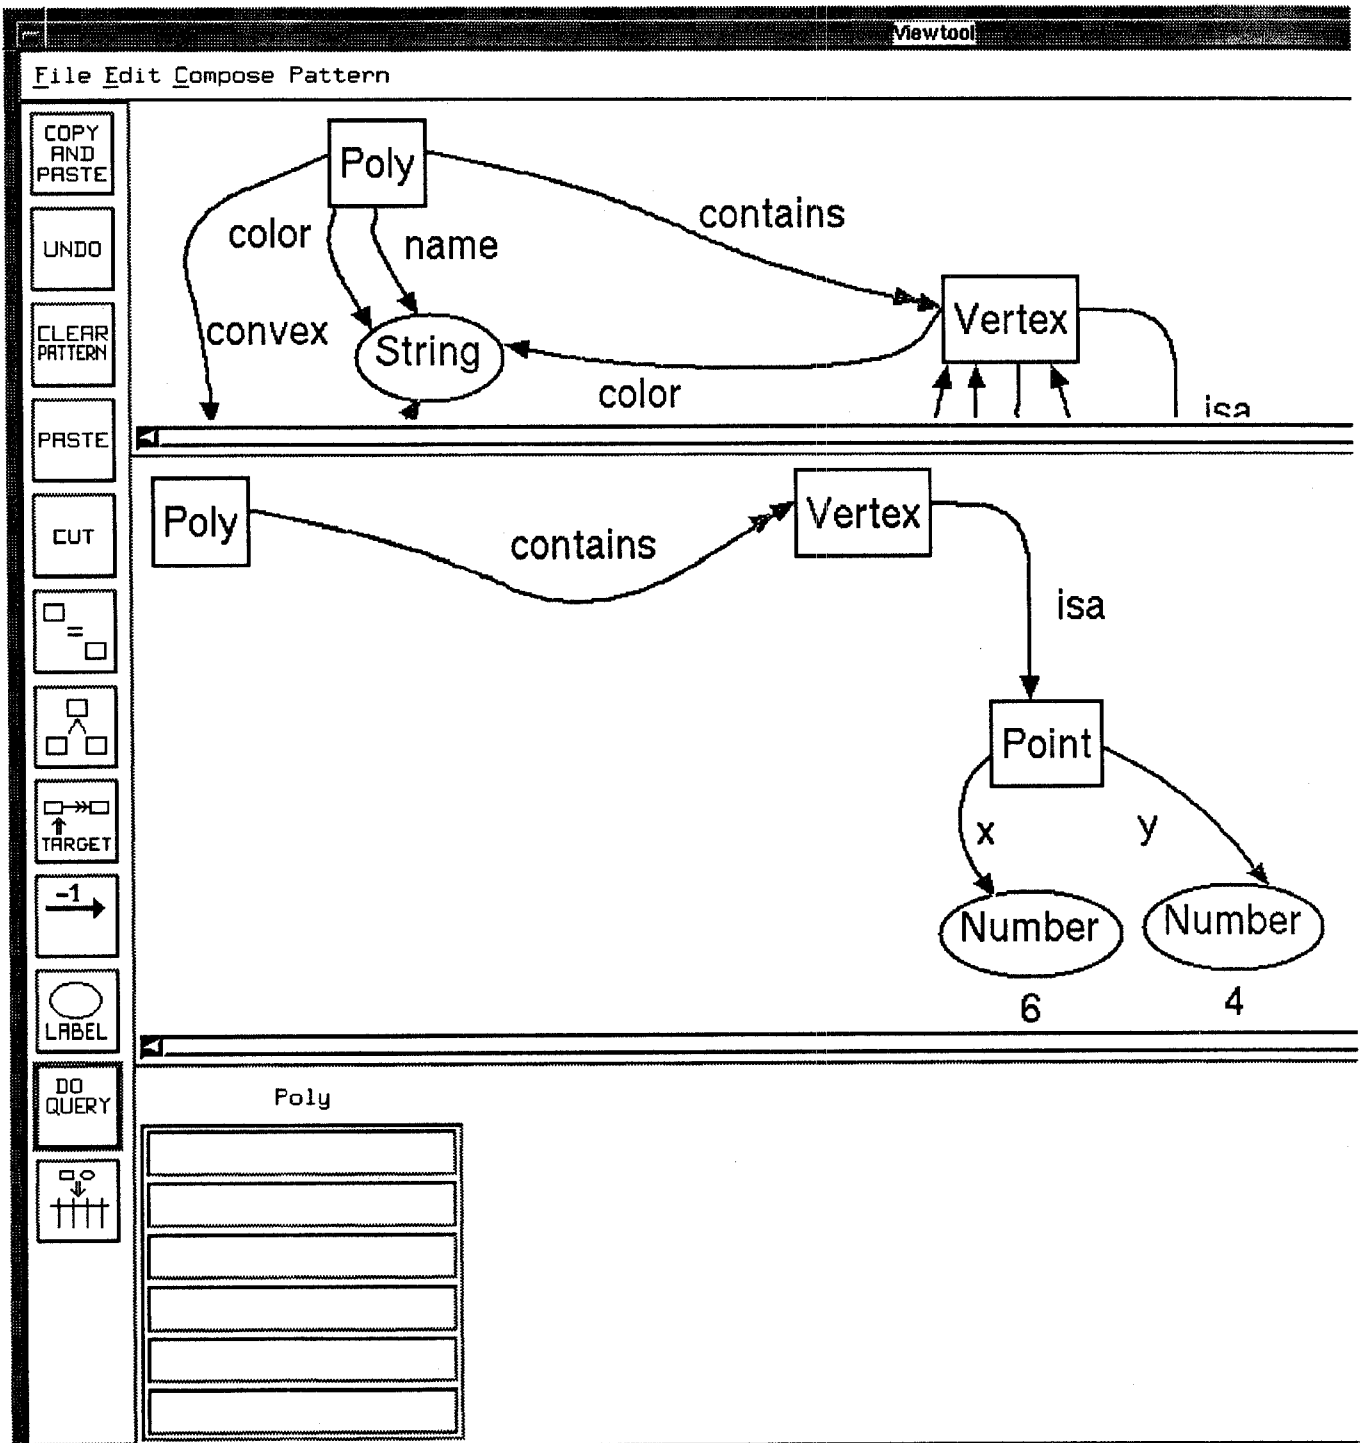 Viewtool
File Edit Compose Pattern
COPY
AND
PASTE
UNDO
CLEAR
PATTERN
PASTE
CUT
=
TARGET
-1
LABEL
DO
QUERY
Poly
contains
color
name
Vertex
convex
String
color
isa
Poly
Vertex
contains
isa
Point
x
y
Number
Number
6
4
Poly